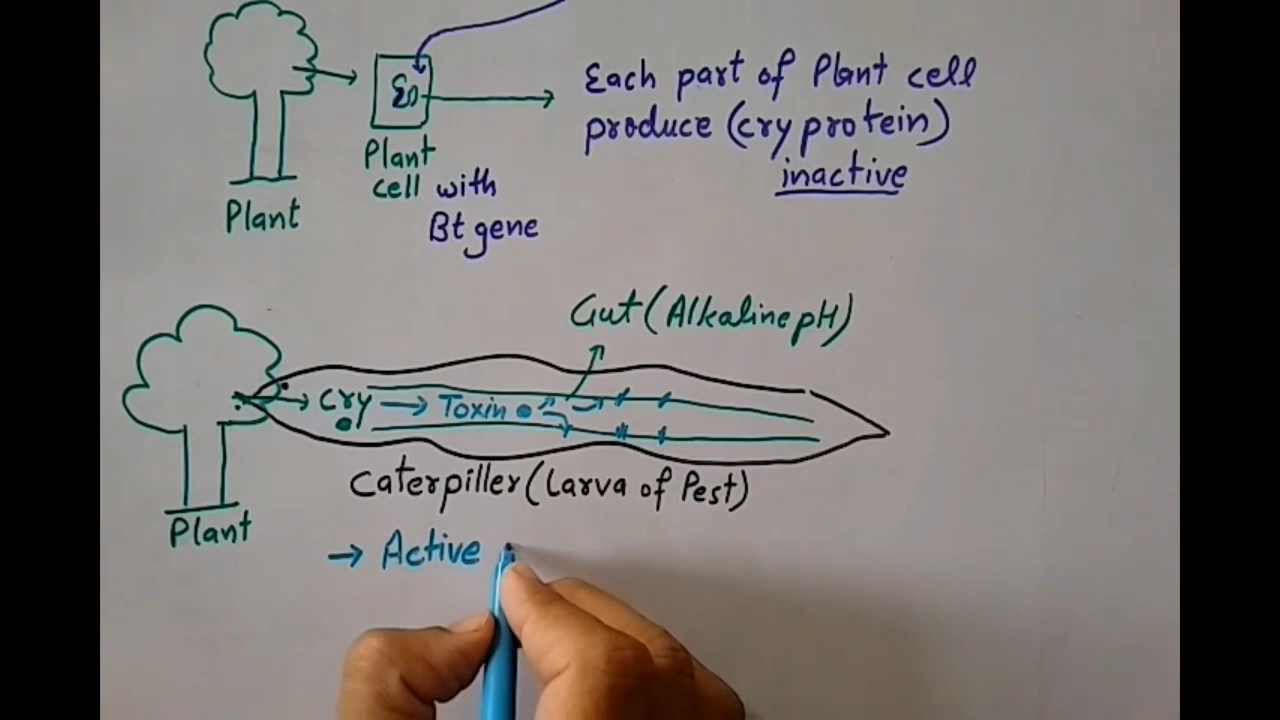 Each part of Plant cell
produce (cry protein)
inactive
Plant
cell with
Bt gene
Plant
Gut (Alkaline pH)
Cry → Toxin
Caterpiller (Larva of Pest)
Plant
→ Active